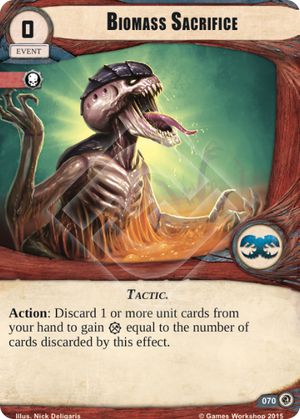 0
BIOMASS SACRIFICE
EVENT
TACTIC.
Action: Discard 1 or more unit cards from
your hand to gain equal to the number of
cards discarded by this effect.
070
Illus. Nick Deligaris
© Games Workshop 2015